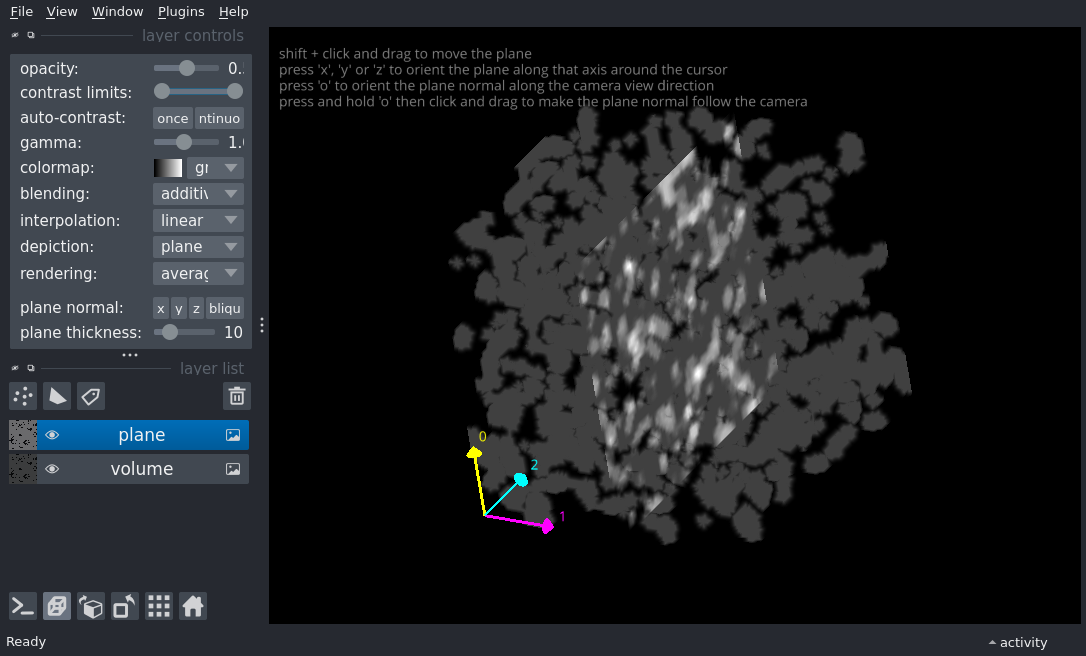 File View Window Plugins Help
layer controls
opacity: 0.
contrast limits:
auto-contrast: once ntinuo
gamma: 1.
colormap: gr
blending: additiv
interpolation: linear
depiction: plane
rendering: averag
plane normal: x y z bliqu
plane thickness: 10
layer list
plane
volume
shift + click and drag to move the plane
press 'x', 'y' or 'z' to orient the plane along that axis around the cursor
press 'o' to orient the plane normal along the camera view direction
press and hold 'o' then click and drag to make the plane normal follow the camera
0
2
1
Ready
activity